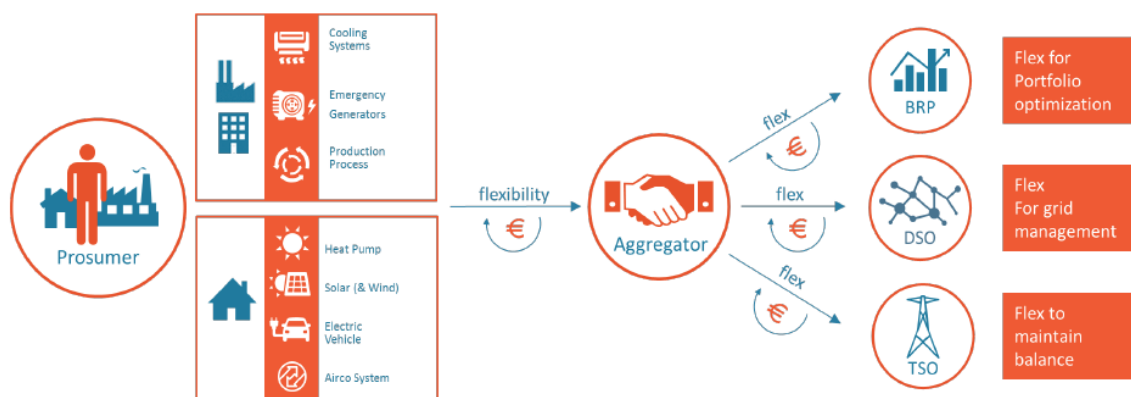 Prosumer
Cooling
Systems
Emergency
Generators
Production
Process
Heat Pump
Solar (& Wind)
Electric
Vehicle
Airco System
flexibility
€
Aggregator
flex
€
flex
€
flex
€
BRP
Flex for
Portfolio
optimization
DSO
Flex
For grid
management
TSO
Flex to
maintain
balance